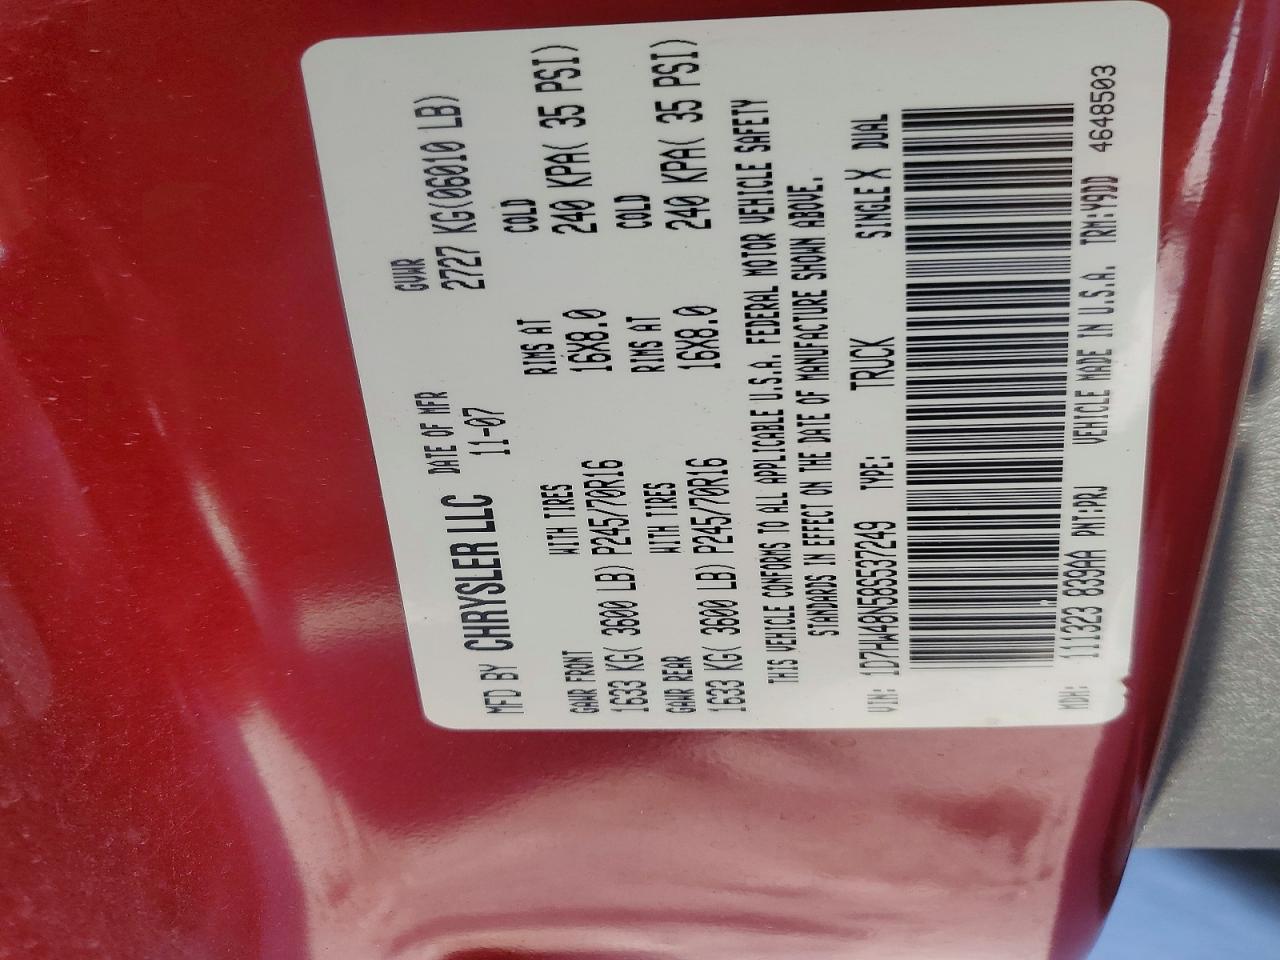 MFD BY CHRYSLER LLC DATE OF MFR 11-07 GVWR 2727 KG(06010 LB)
GAWR FRONT WITH TIRES RIMS AT COLD
1633 KG( 3600 LB) P245/70R16 16X8.0 240 KPA( 35 PSI)
GAWR REAR WITH TIRES RIMS AT COLD
1633 KG( 3600 LB) P245/70R16 16X8.0 240 KPA( 35 PSI)
THIS VEHICLE CONFORMS TO ALL APPLICABLE U.S.A. FEDERAL MOTOR VEHICLE SAFETY
STANDARDS IN EFFECT ON THE DATE OF MANUFACTURE SHOWN ABOVE.
VIN: 1D7HW48N58S537249 TYPE: TRUCK SINGLE X DUAL
MDH: 111323 839AA PNT:PRJ VEHICLE MADE IN U.S.A. TRM:Y9DD 4648503